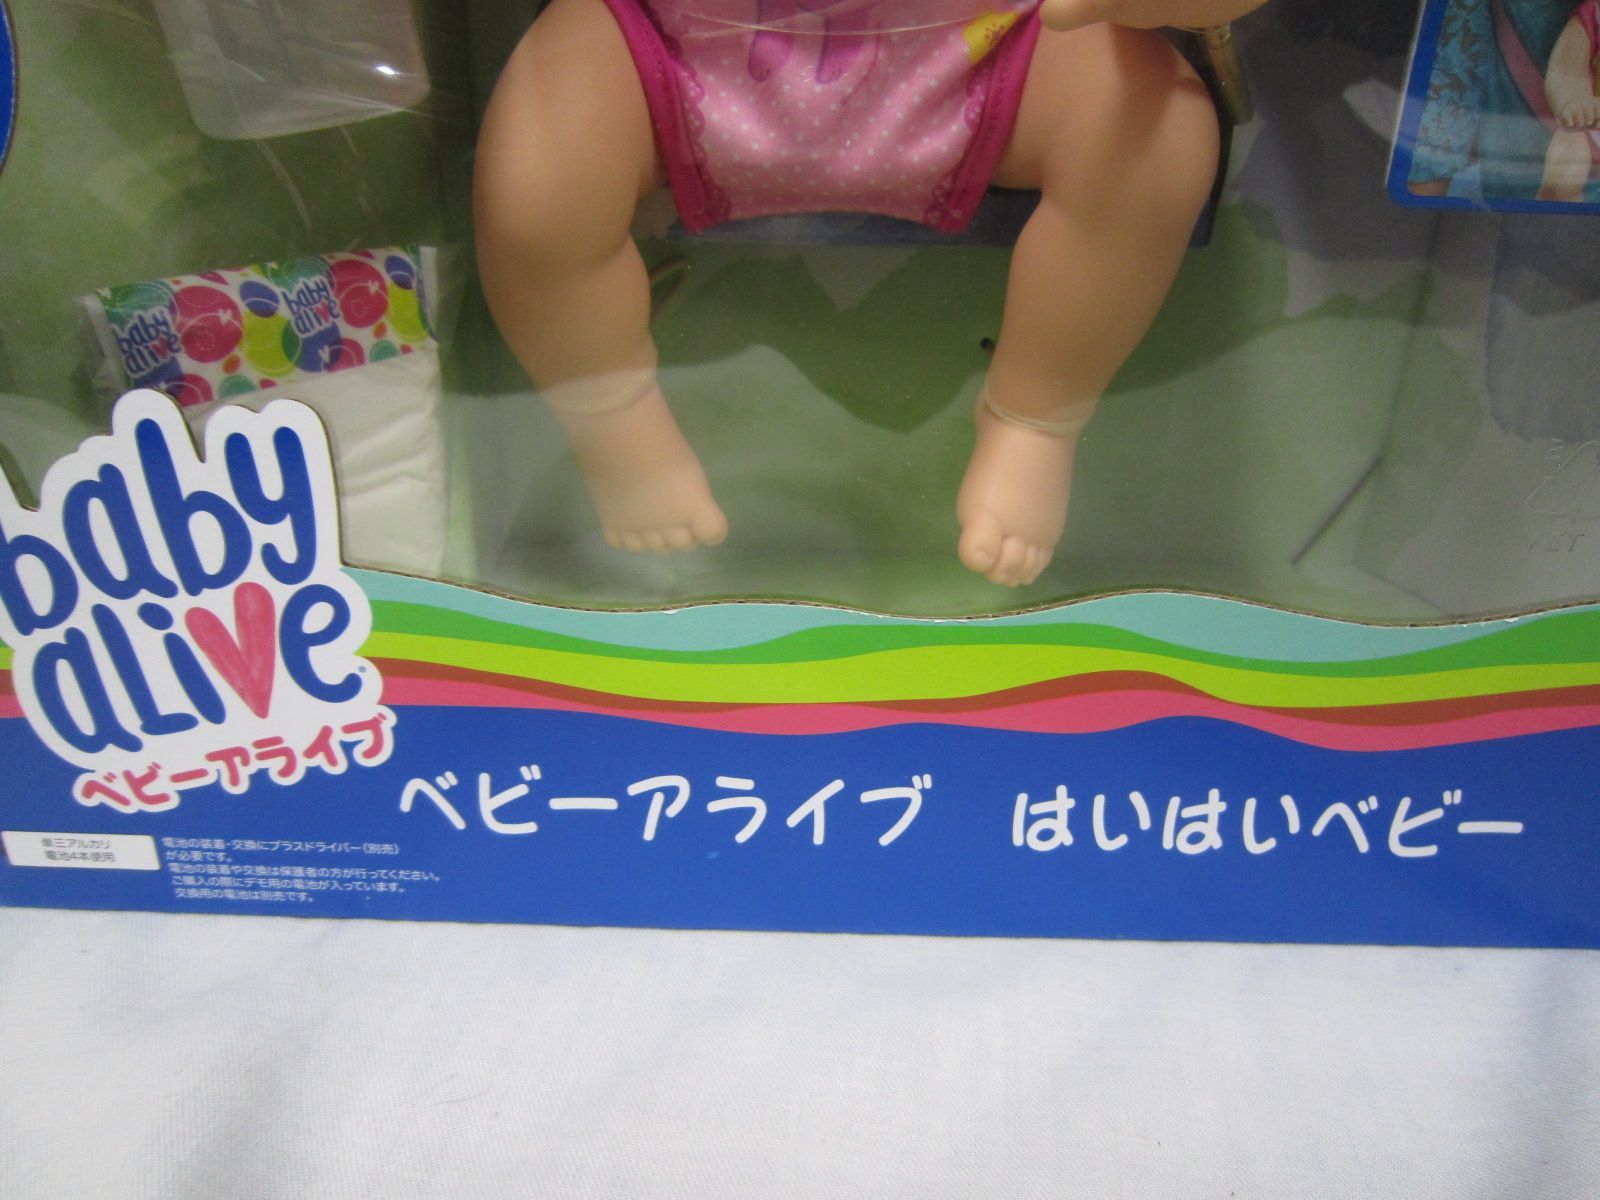 baby
alive
baby
alive
baby
alive®
ベビーアライブ
ベビーアライブ はいはいベビー
単三アルカリ
電池4本使用
電池の装着・交換にプラスドライバー(別売)
が必要です。
電池の装着や交換は保護者の方が行ってください。
ご購入の際にデモ用の電池が入っています。
交換用の電池は別売です。